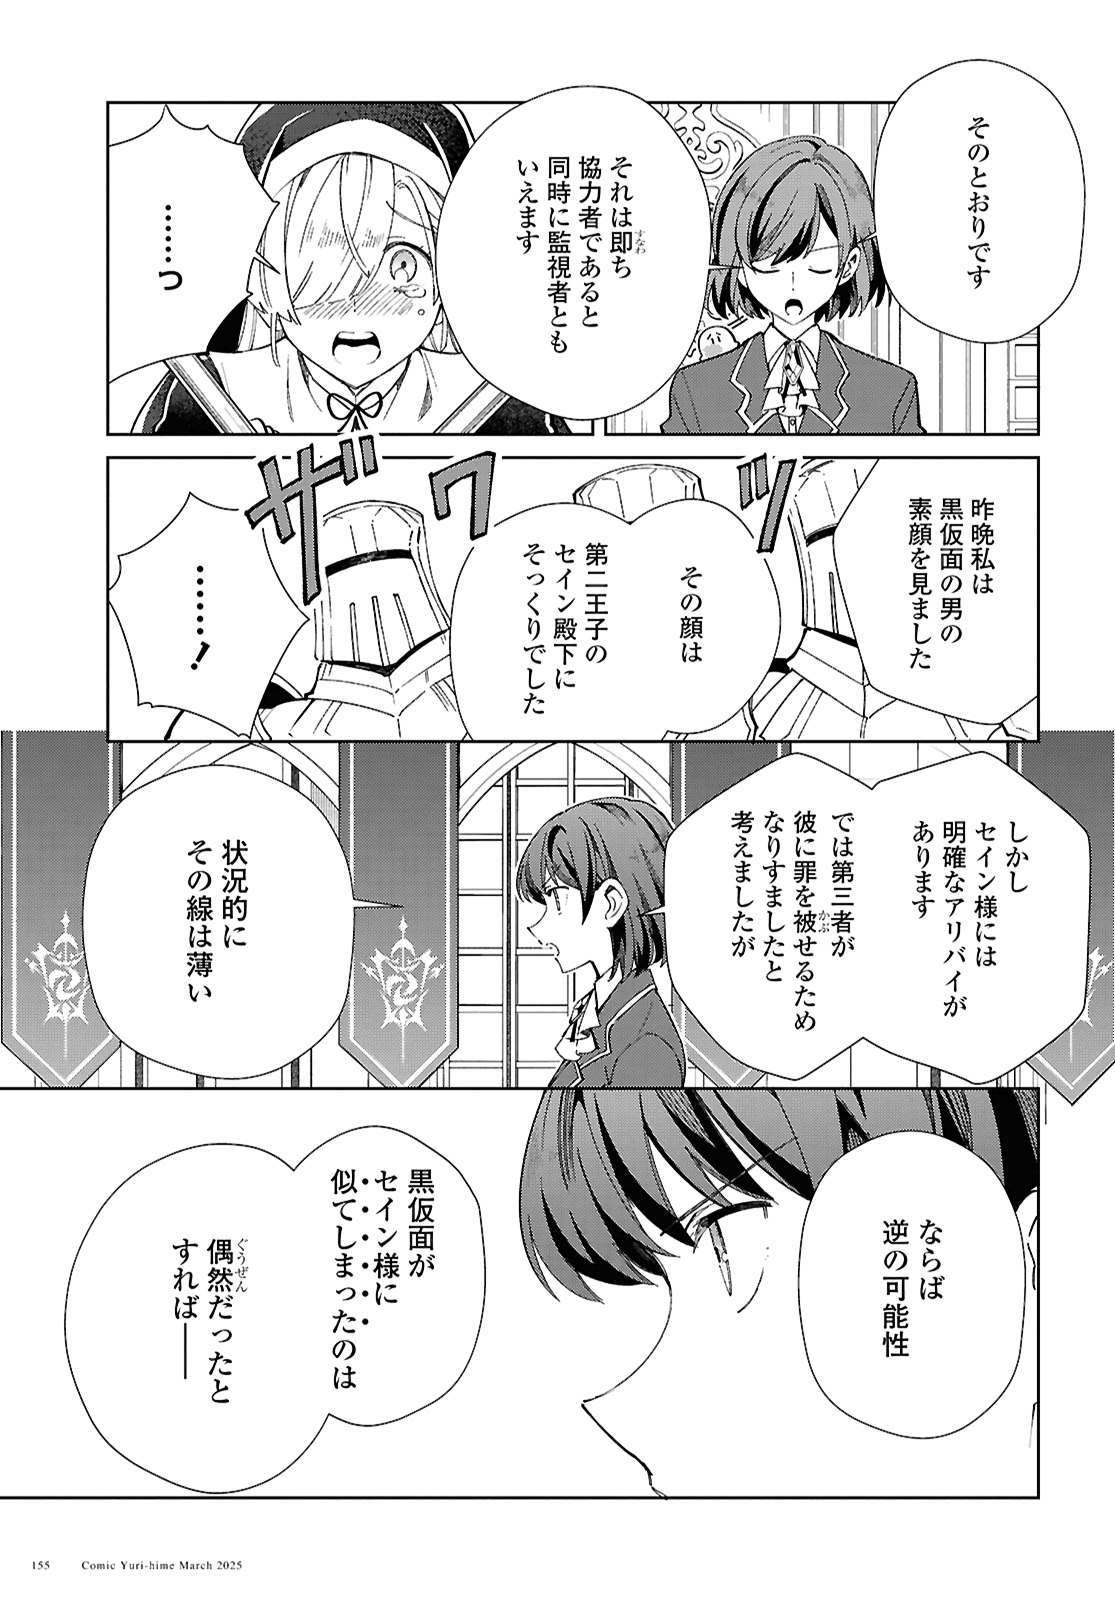 そのとおりです
それは即ち
すなわ
協力者であると
同時に監視者とも
いえます
……っ
昨晩私は
黒仮面の男の
素顔を見ました
その顔は
第二王子の
セイン殿下に
そっくりでした
ザワ
……！
しかし
セイン様には
明確なアリバイが
あります
では第三者が
彼に罪を被せるため
かぶ
なりすましたと
考えましたが
状況的に
その線は薄い
ならば
逆の可能性
黒仮面が
セイン様に
似てしまったのは
偶然だったと
ぐうぜん
すれば――
155 Comic Yuri-hime March 2025